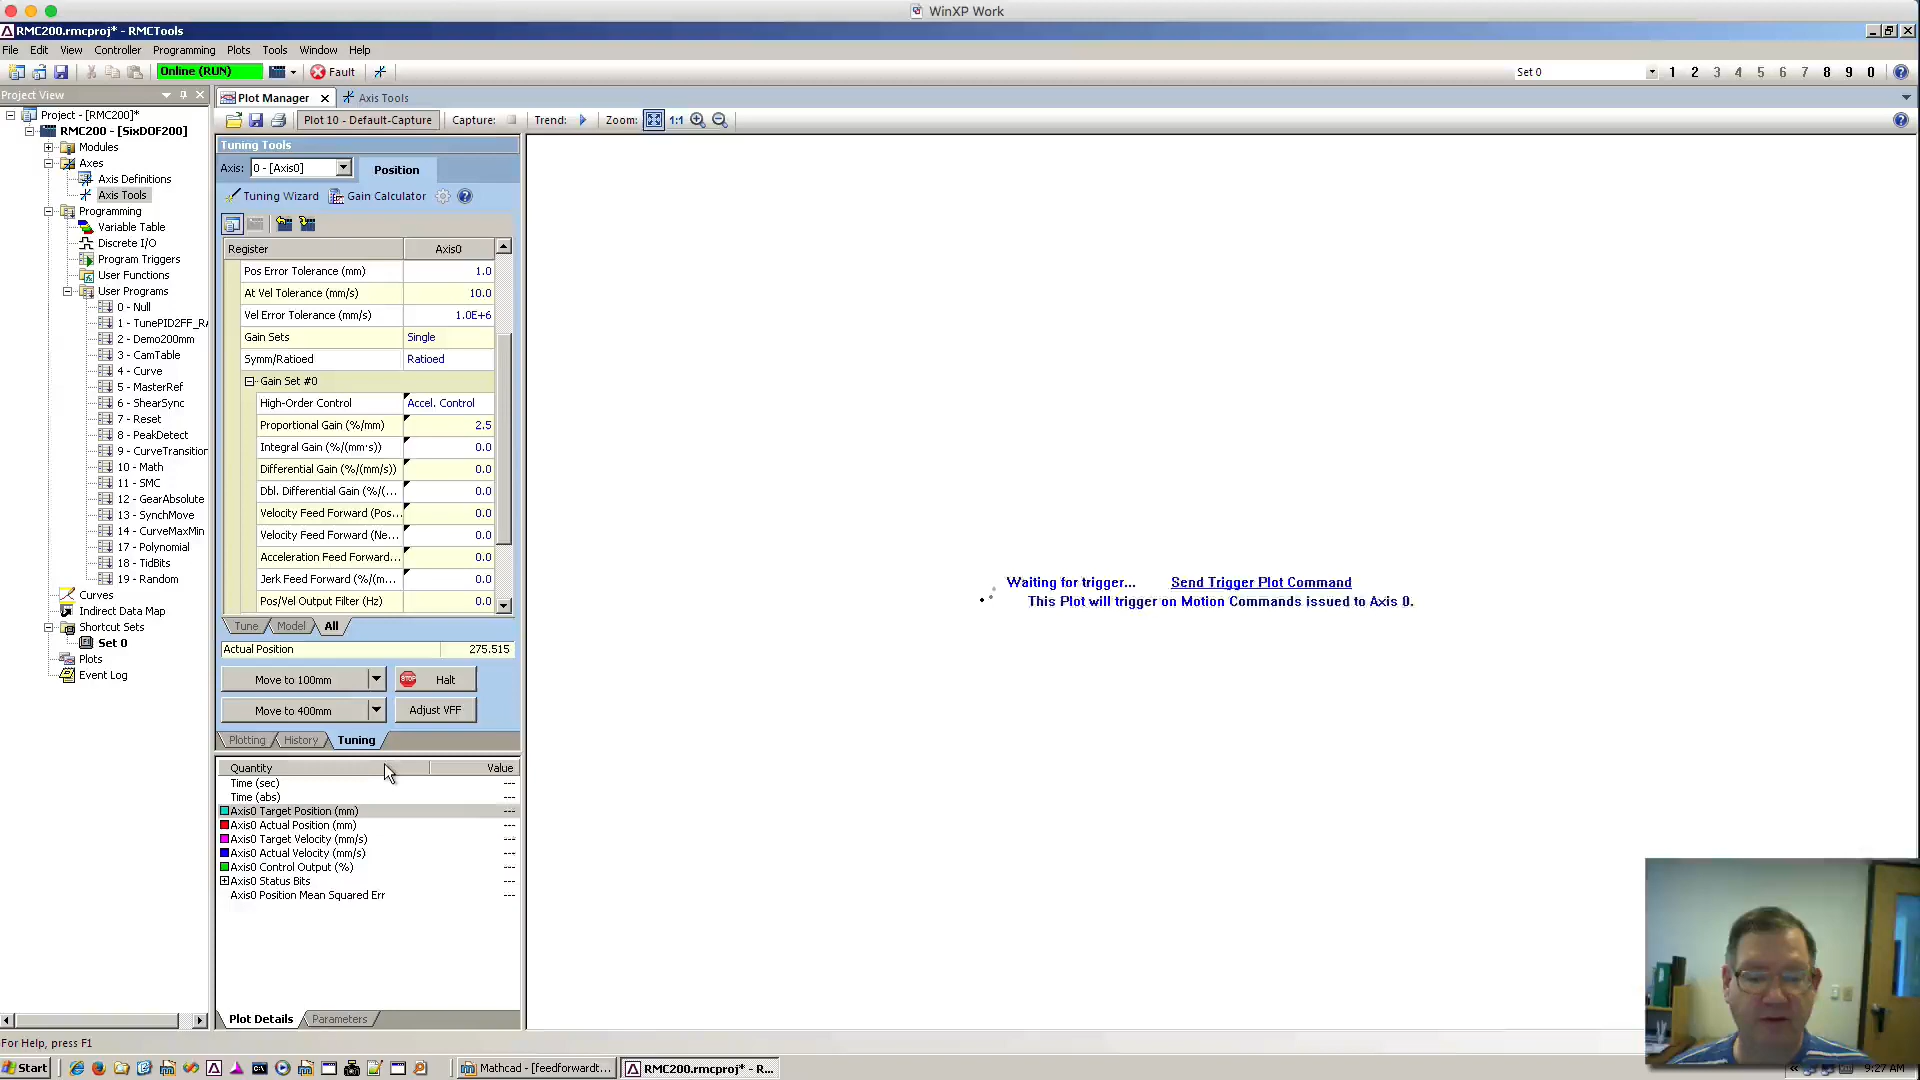 WinXP Work
RMC200.rmcproj* - RMCTools
File Edit View Controller Programming Plots Tools Window Help
Online (RUN) Fault Set 0 1 2 3 4 5 6 7 8 9 0
Project View
Project - [RMC200]*
RMC200 - [SixDOF200]
Modules
Axes
Axis Definitions
Axis Tools
Programming
Variable Table
Discrete I/O
Program Triggers
User Functions
User Programs
0 - Null
1 - TunePID2FF_RA
2 - Demo200mm
3 - CamTable
4 - Curve
5 - MasterRef
6 - ShearSync
7 - Reset
8 - PeakDetect
9 - CurveTransition
10 - Math
11 - SMC
12 - GearAbsolute
13 - SynchMove
14 - CurveMaxMin
17 - Polynomial
18 - TidBits
19 - Random
Curves
Indirect Data Map
Shortcut Sets
Set 0
Plots
Event Log
Plot Manager Axis Tools
Plot 10 - Default-Capture Capture: Trend: Zoom: 1:1
Tuning Tools
Axis: 0 - [Axis0] Position
Tuning Wizard Gain Calculator
Register Axis0
Pos Error Tolerance (mm) 1.0
At Vel Tolerance (mm/s) 10.0
Vel Error Tolerance (mm/s) 1.0E+6
Gain Sets Single
Symm/Ratioed Ratioed
Gain Set #0
High-Order Control Accel. Control
Proportional Gain (%/mm) 2.5
Integral Gain (%/(mm·s)) 0.0
Differential Gain (%/(mm/s)) 0.0
Dbl. Differential Gain (%/(... 0.0
Velocity Feed Forward (Pos... 0.0
Velocity Feed Forward (Ne... 0.0
Acceleration Feed Forward... 0.0
Jerk Feed Forward (%/(m... 0.0
Pos/Vel Output Filter (Hz) 0.0
Tune Model All
Actual Position 275.515
Move to 100mm STOP Halt
Move to 400mm Adjust VFF
Plotting History Tuning
Quantity Value
Time (sec) ---
Time (abs) ---
Axis0 Target Position (mm) ---
Axis0 Actual Position (mm) ---
Axis0 Target Velocity (mm/s) ---
Axis0 Actual Velocity (mm/s) ---
Axis0 Control Output (%) ---
Axis0 Status Bits ---
Axis0 Position Mean Squared Err ---
Plot Details Parameters
Waiting for trigger... Send Trigger Plot Command
This Plot will trigger on Motion Commands issued to Axis 0.
For Help, press F1
Start Mathcad - [feedforwardt... RMC200.rmcproj* - R... 9:27 AM